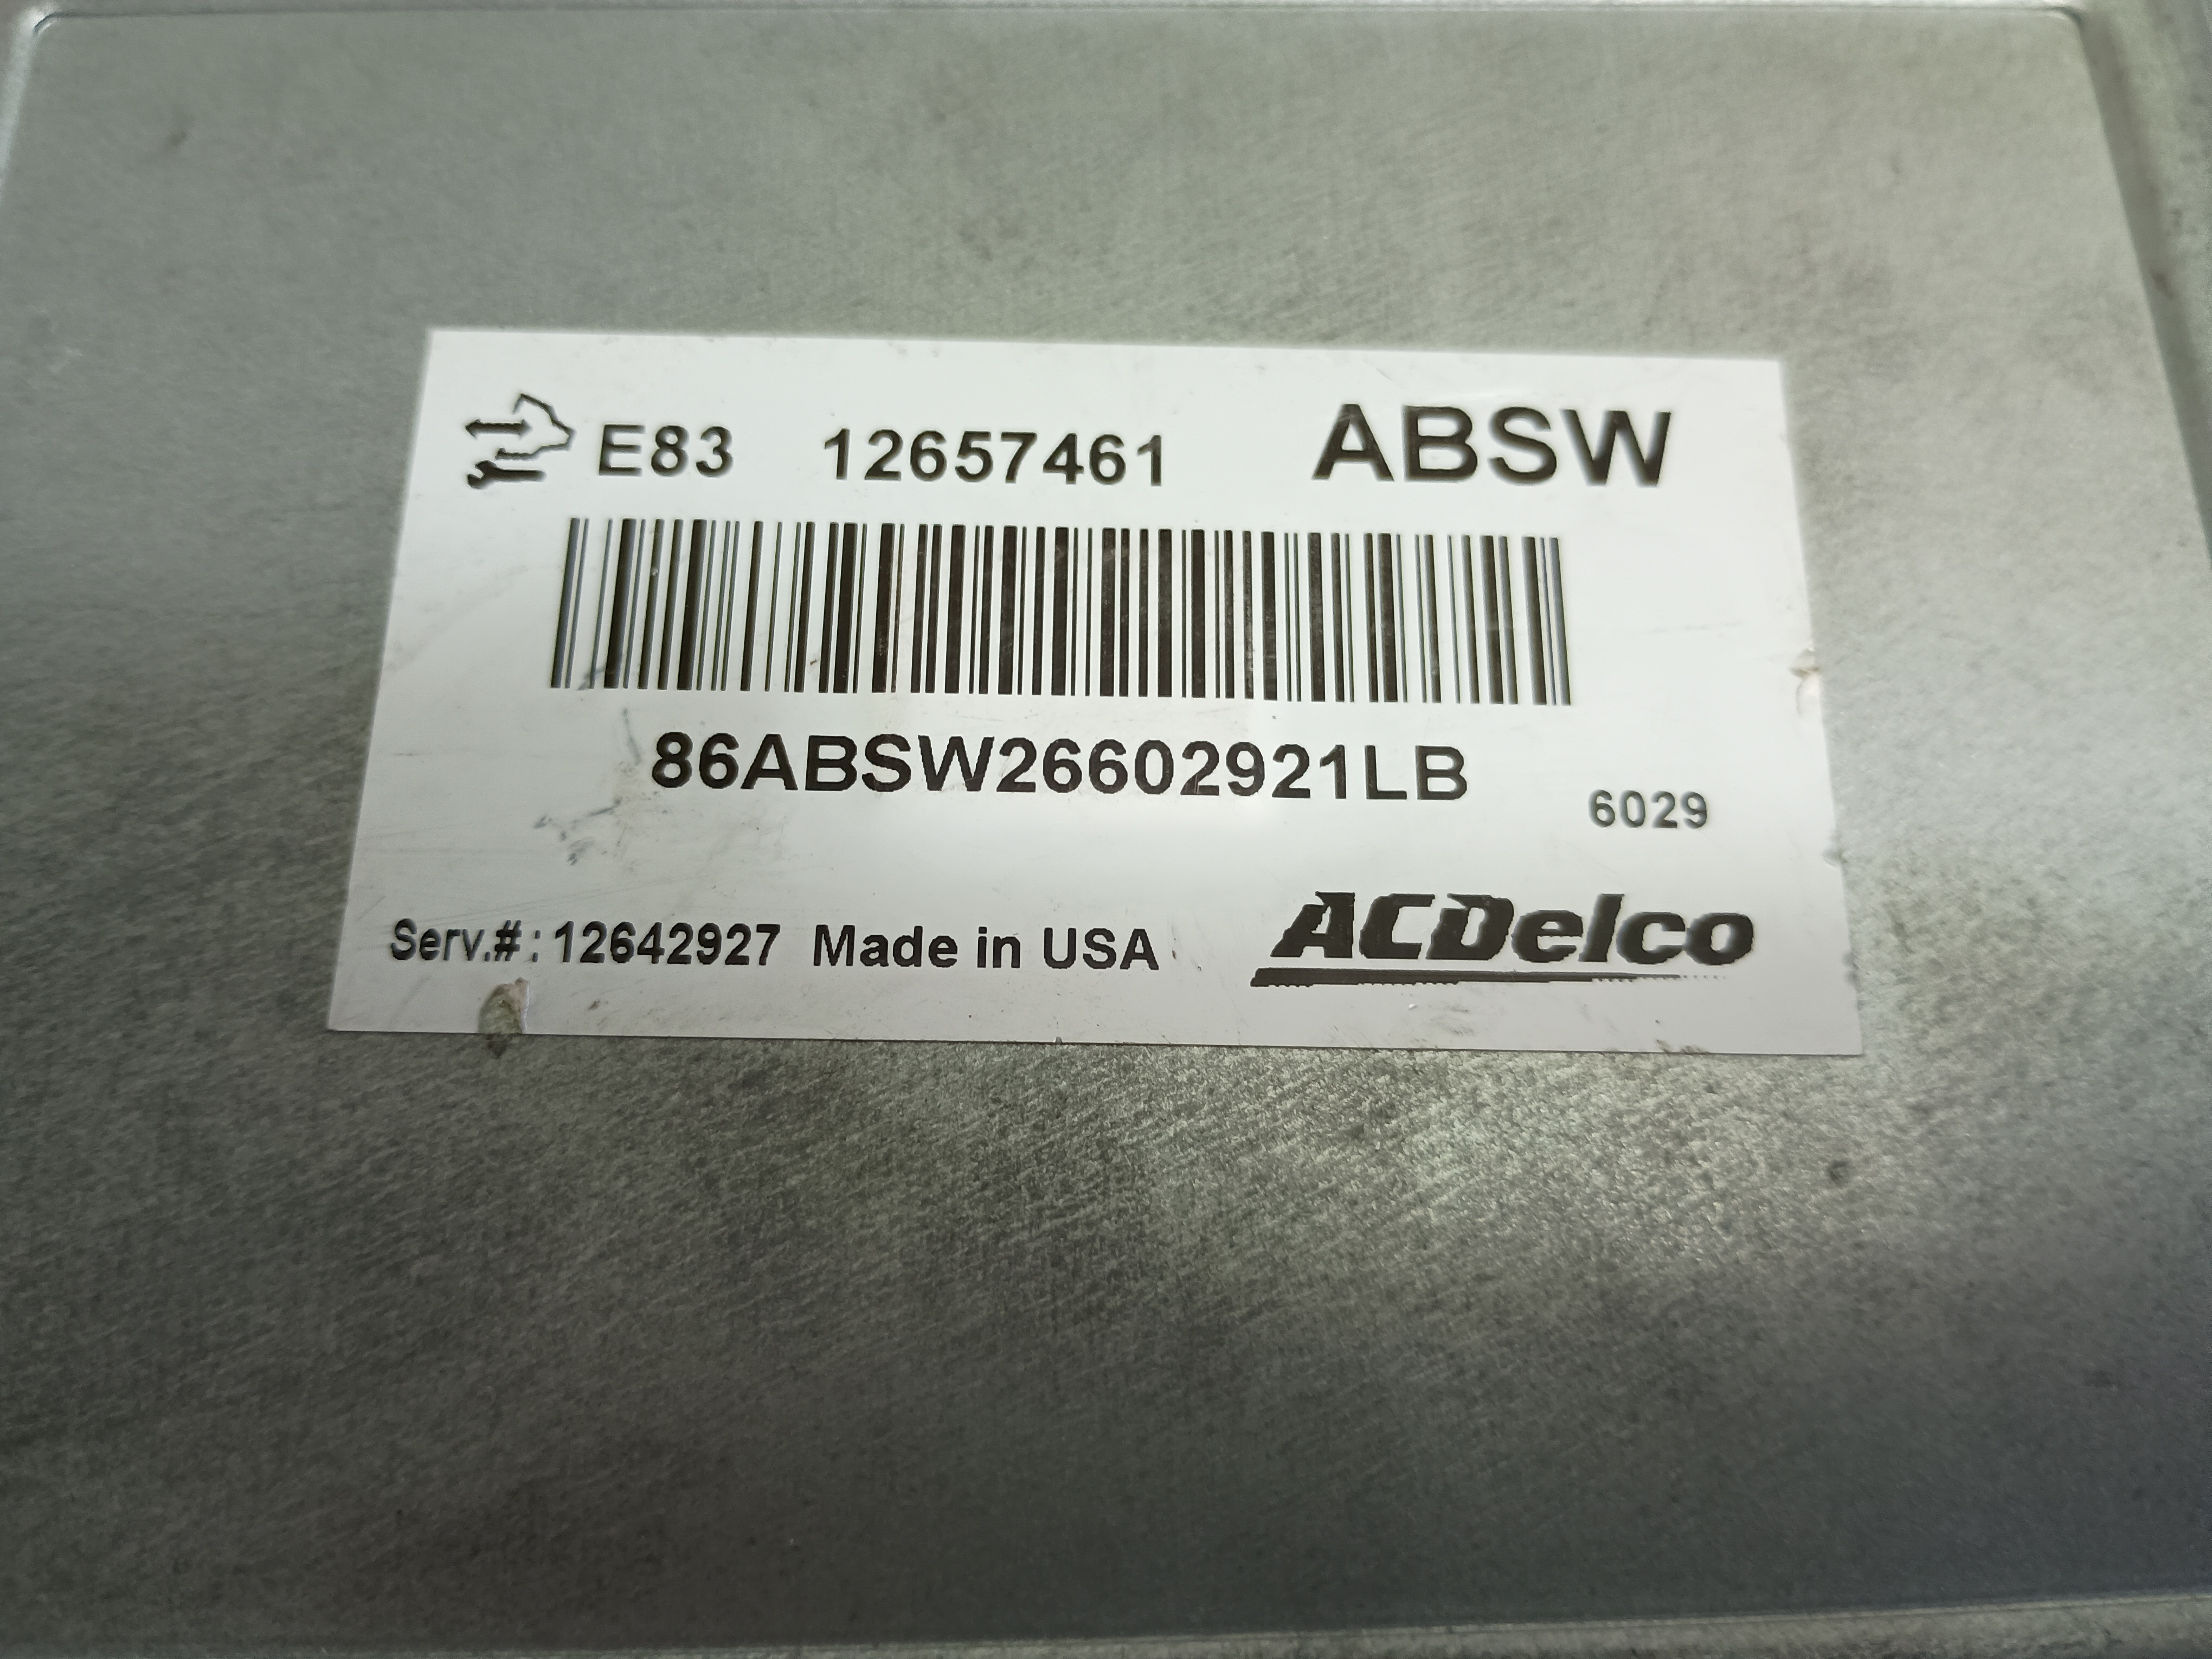 E83 12657461 ABSW
86ABSW26602921LB
6029
Serv.#: 12642927 Made in USA ACDelco